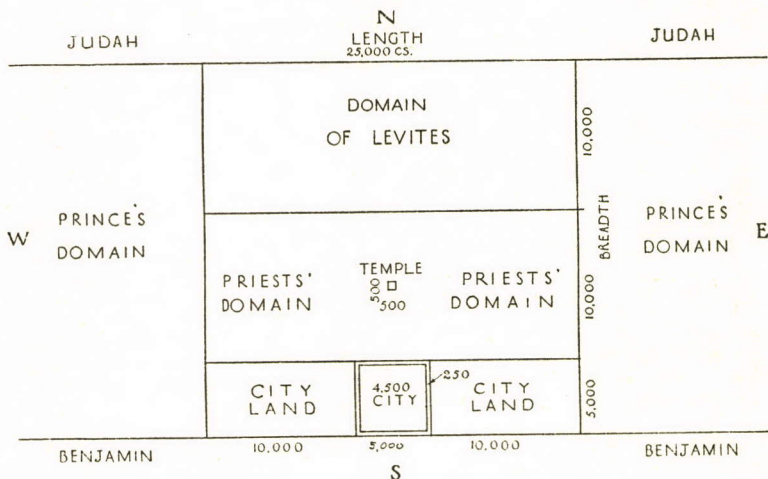 N
JUDAH
LENGTH
25,000 CS.
JUDAH
DOMAIN
OF LEVITES
10,000
W
PRINCE'S
DOMAIN
BREADTH
PRINCE'S
DOMAIN
E
PRIESTS'
DOMAIN
TEMPLE
500
500
PRIESTS'
DOMAIN
10,000
CITY
LAND
4,500
CITY
250
CITY
LAND
5,000
BENJAMIN
10,000
5,000
10,000
BENJAMIN
S